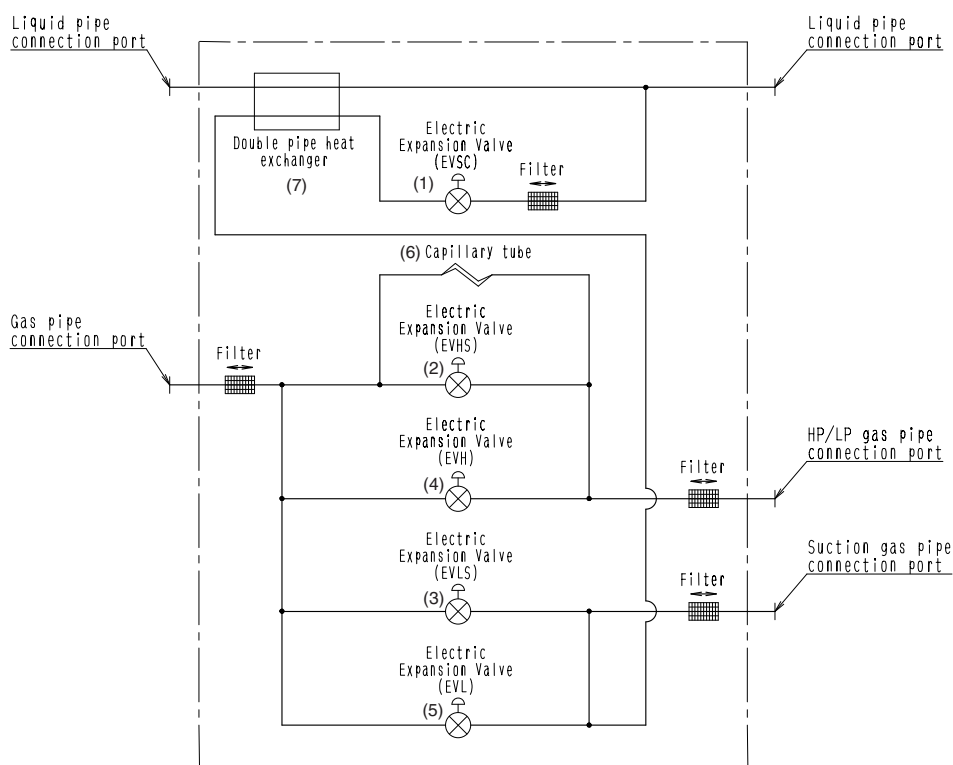 Liquid pipe
connection port
Liquid pipe
connection port
Double pipe heat
exchanger
(7)
Electric
Expansion Valve
(EVSC)
(1)
Filter
(6) Capillary tube
Gas pipe
connection port
Filter
Electric
Expansion Valve
(EVHS)
(2)
Electric
Expansion Valve
(EVH)
(4)
HP/LP gas pipe
connection port
Filter
Electric
Expansion Valve
(EVLS)
(3)
Suction gas pipe
connection port
Filter
Electric
Expansion Valve
(EVL)
(5)